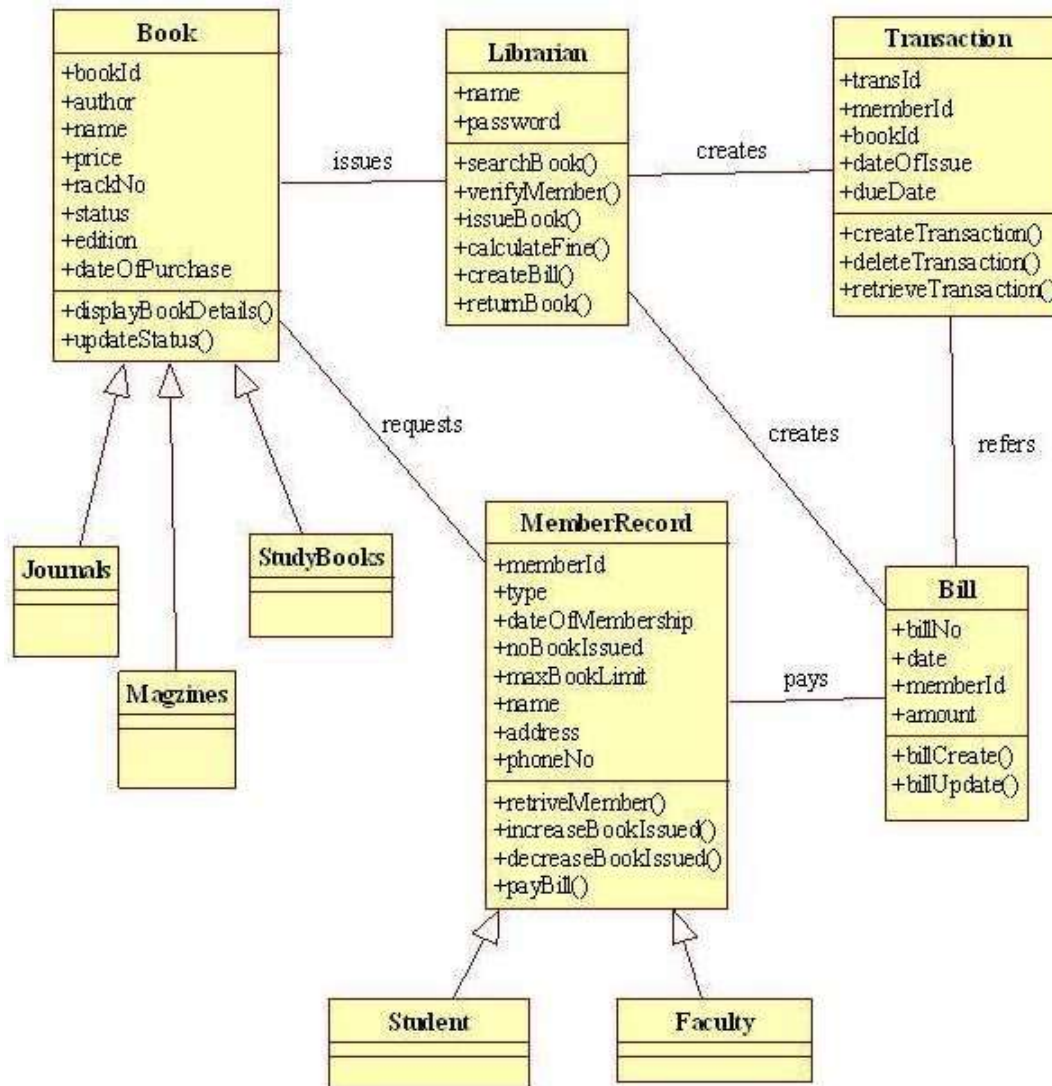 Book
+bookId
+author
+name
+price
+rackNo
+status
+edition
+dateOfPurchase
+displayBookDetails()
+updateStatus()
issues
Librarian
+name
+password
+searchBook()
+verifyMember()
+issueBook()
+calculateFine()
+createBill()
+returnBook()
creates
Transaction
+transId
+memberId
+bookId
+dateOfIssue
+dueDate
+createTransaction()
+deleteTransaction()
+retrieveTransaction()
requests
creates
refers
Journals
Magzines
StudyBooks
MemberRecord
+memberId
+type
+dateOfMembership
+noBookIssued
+maxBookLimit
+name
+address
+phoneNo
+retriveMember()
+increaseBookIssued()
+decreaseBookIssued()
+payBill()
pays
Bill
+billNo
+date
+memberId
+amount
+billCreate()
+billUpdate()
Student
Faculty